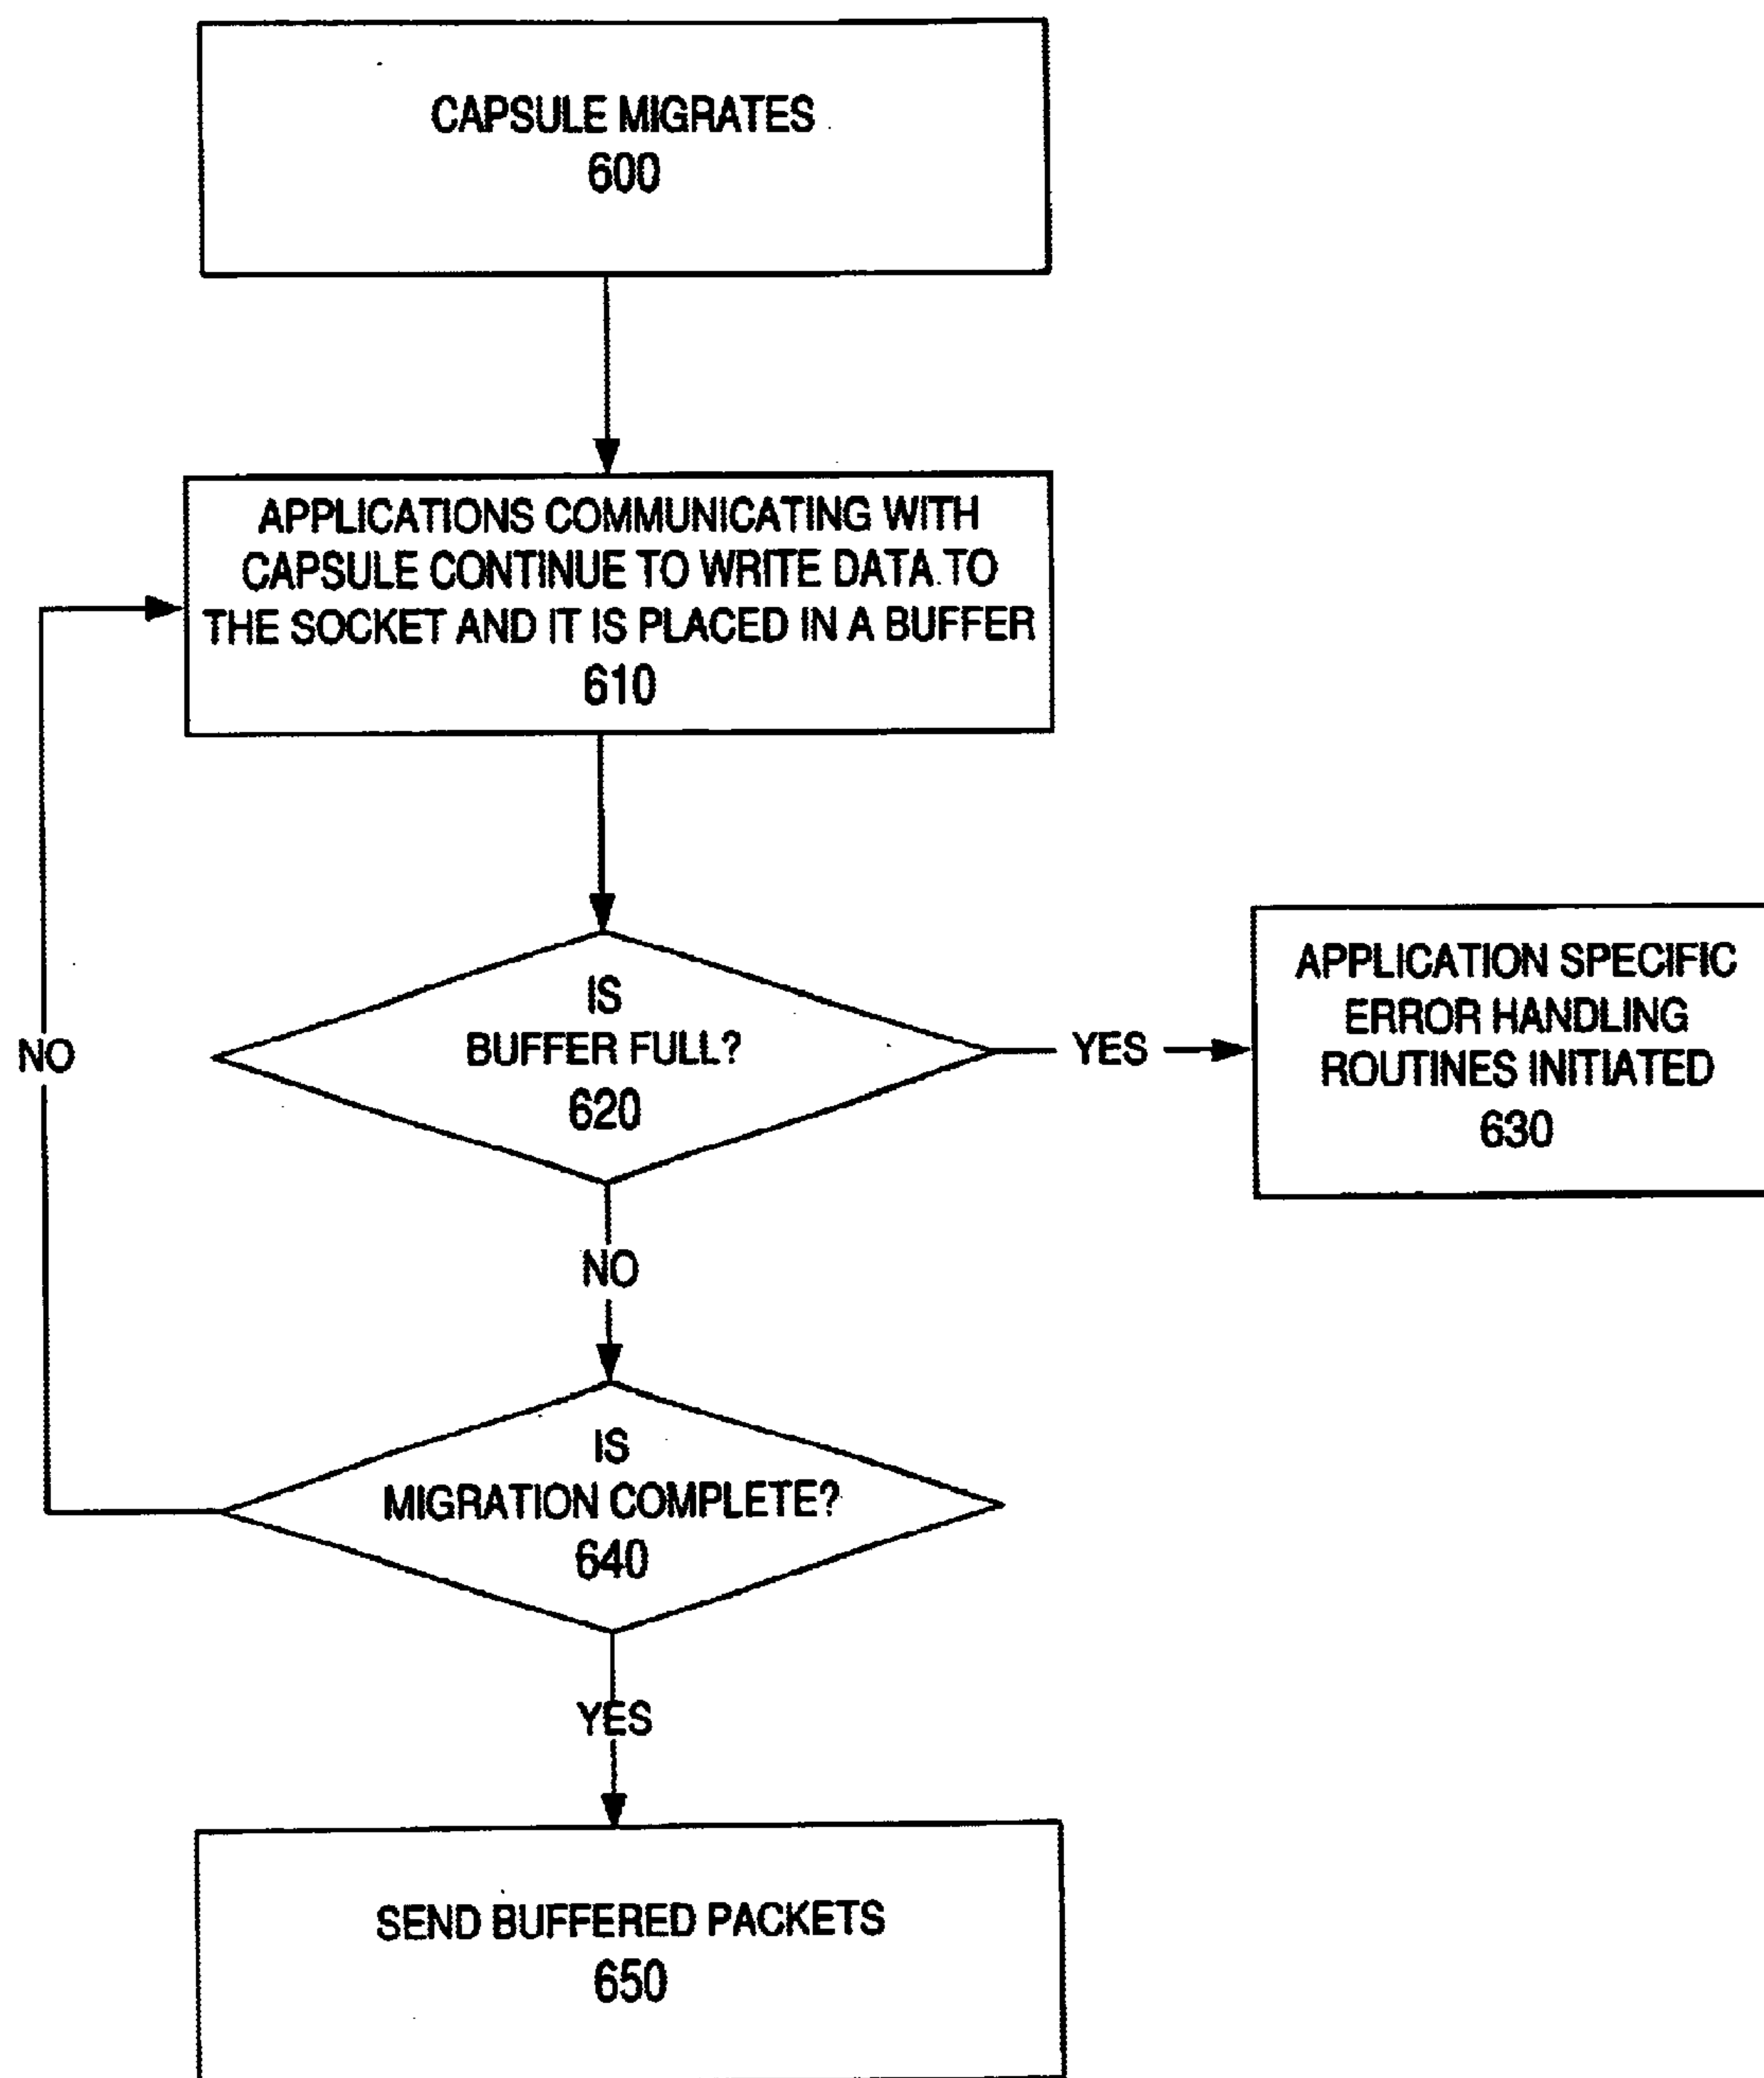 CAPSULE MIGRATES
600
APPLICATIONS COMMUNICATING WITH
CAPSULE CONTINUE TO WRITE DATA TO
THE SOCKET AND IT IS PLACED IN A BUFFER
610
IS
BUFFER FULL?
620
YES
APPLICATION SPECIFIC
ERROR HANDLING
ROUTINES INITIATED
630
NO
NO
IS
MIGRATION COMPLETE?
640
YES
SEND BUFFERED PACKETS
650